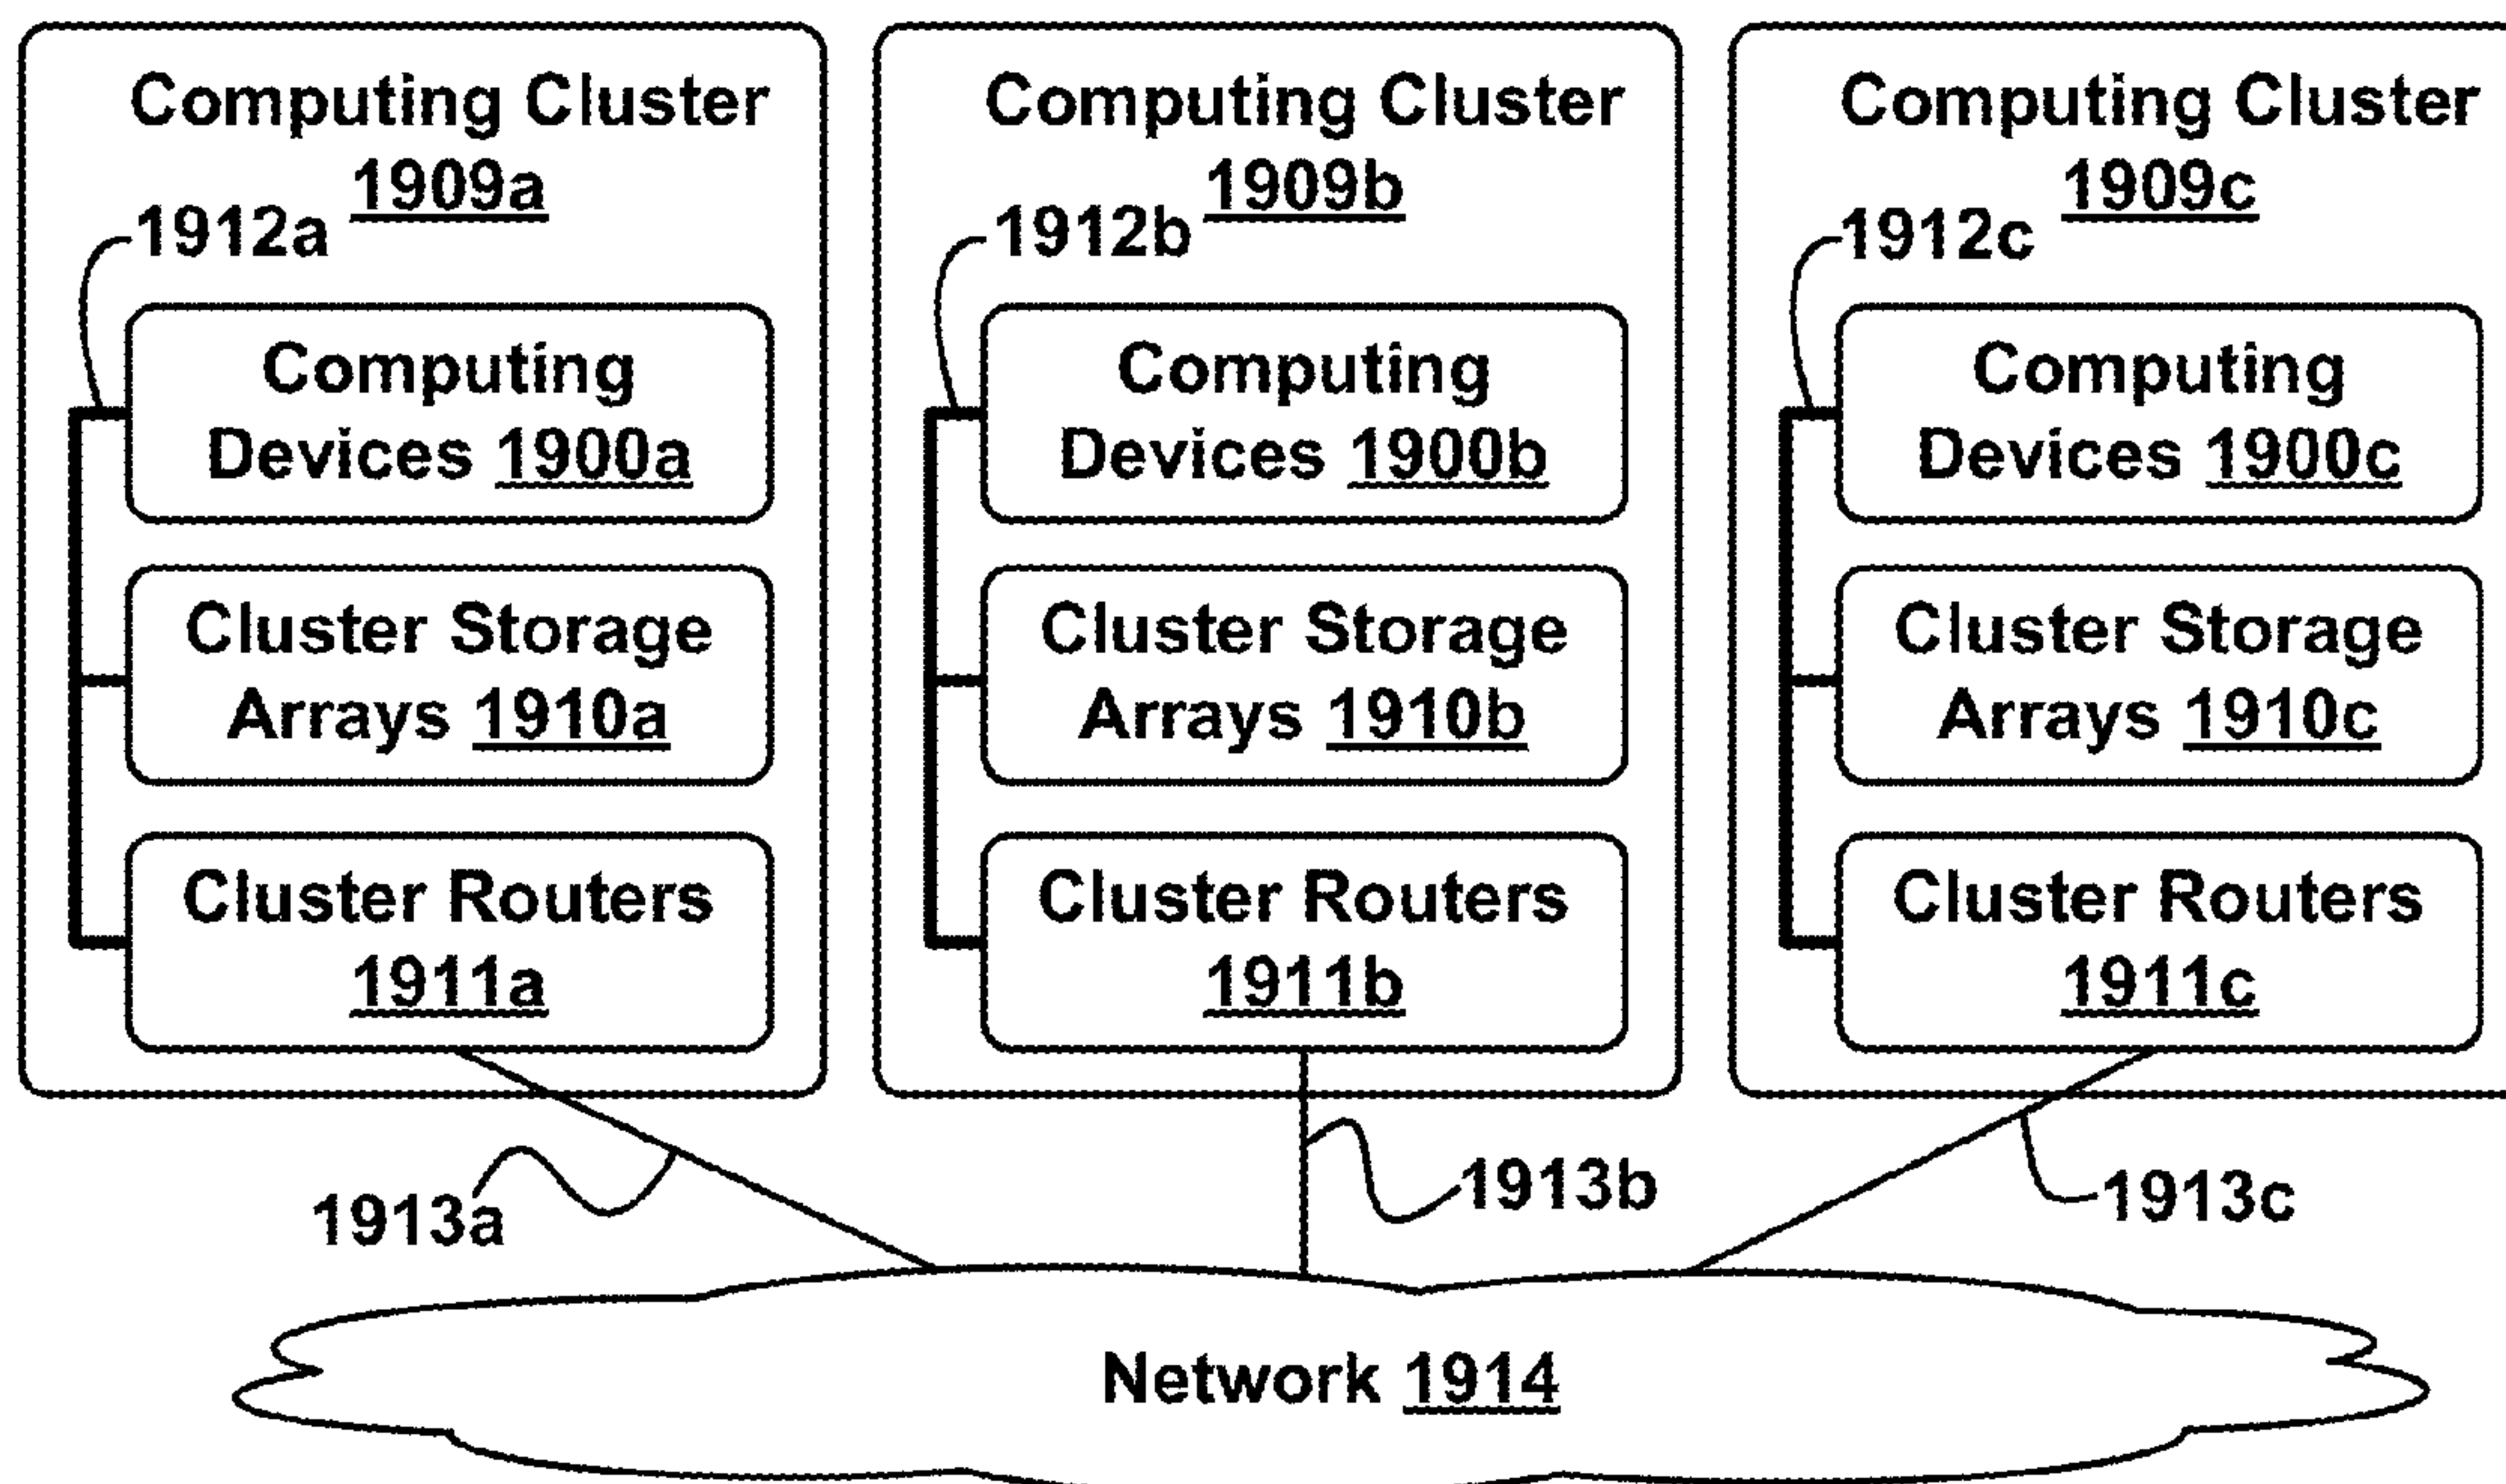 Computing Cluster
1909a
1912a
Computing
Devices 1900a
Cluster Storage
Arrays 1910a
Cluster Routers
1911a
Computing Cluster
1909b
1912b
Computing
Devices 1900b
Cluster Storage
Arrays 1910b
Cluster Routers
1911b
Computing Cluster
1909c
1912c
Computing
Devices 1900c
Cluster Storage
Arrays 1910c
Cluster Routers
1911c
1913a
1913b
1913c
Network 1914